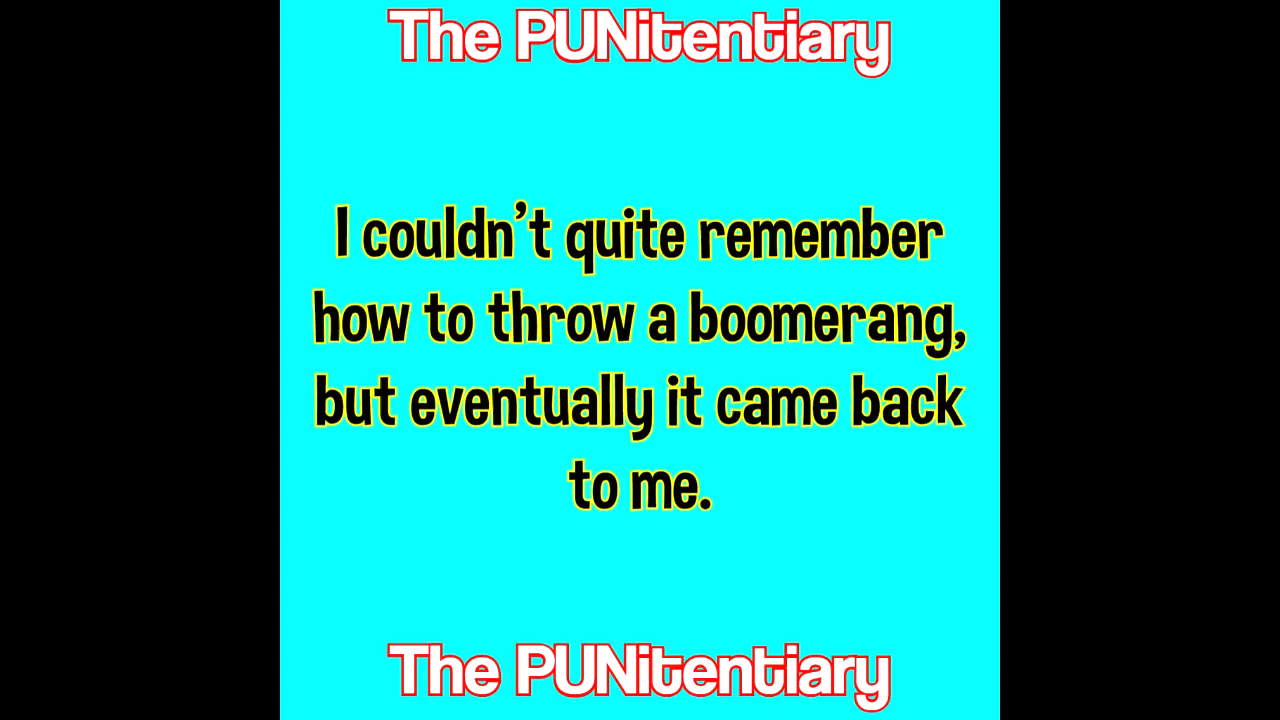 The PUNitentiary
I couldn’t quite remember
how to throw a boomerang,
but eventually it came back
to me.
The PUNitentiary